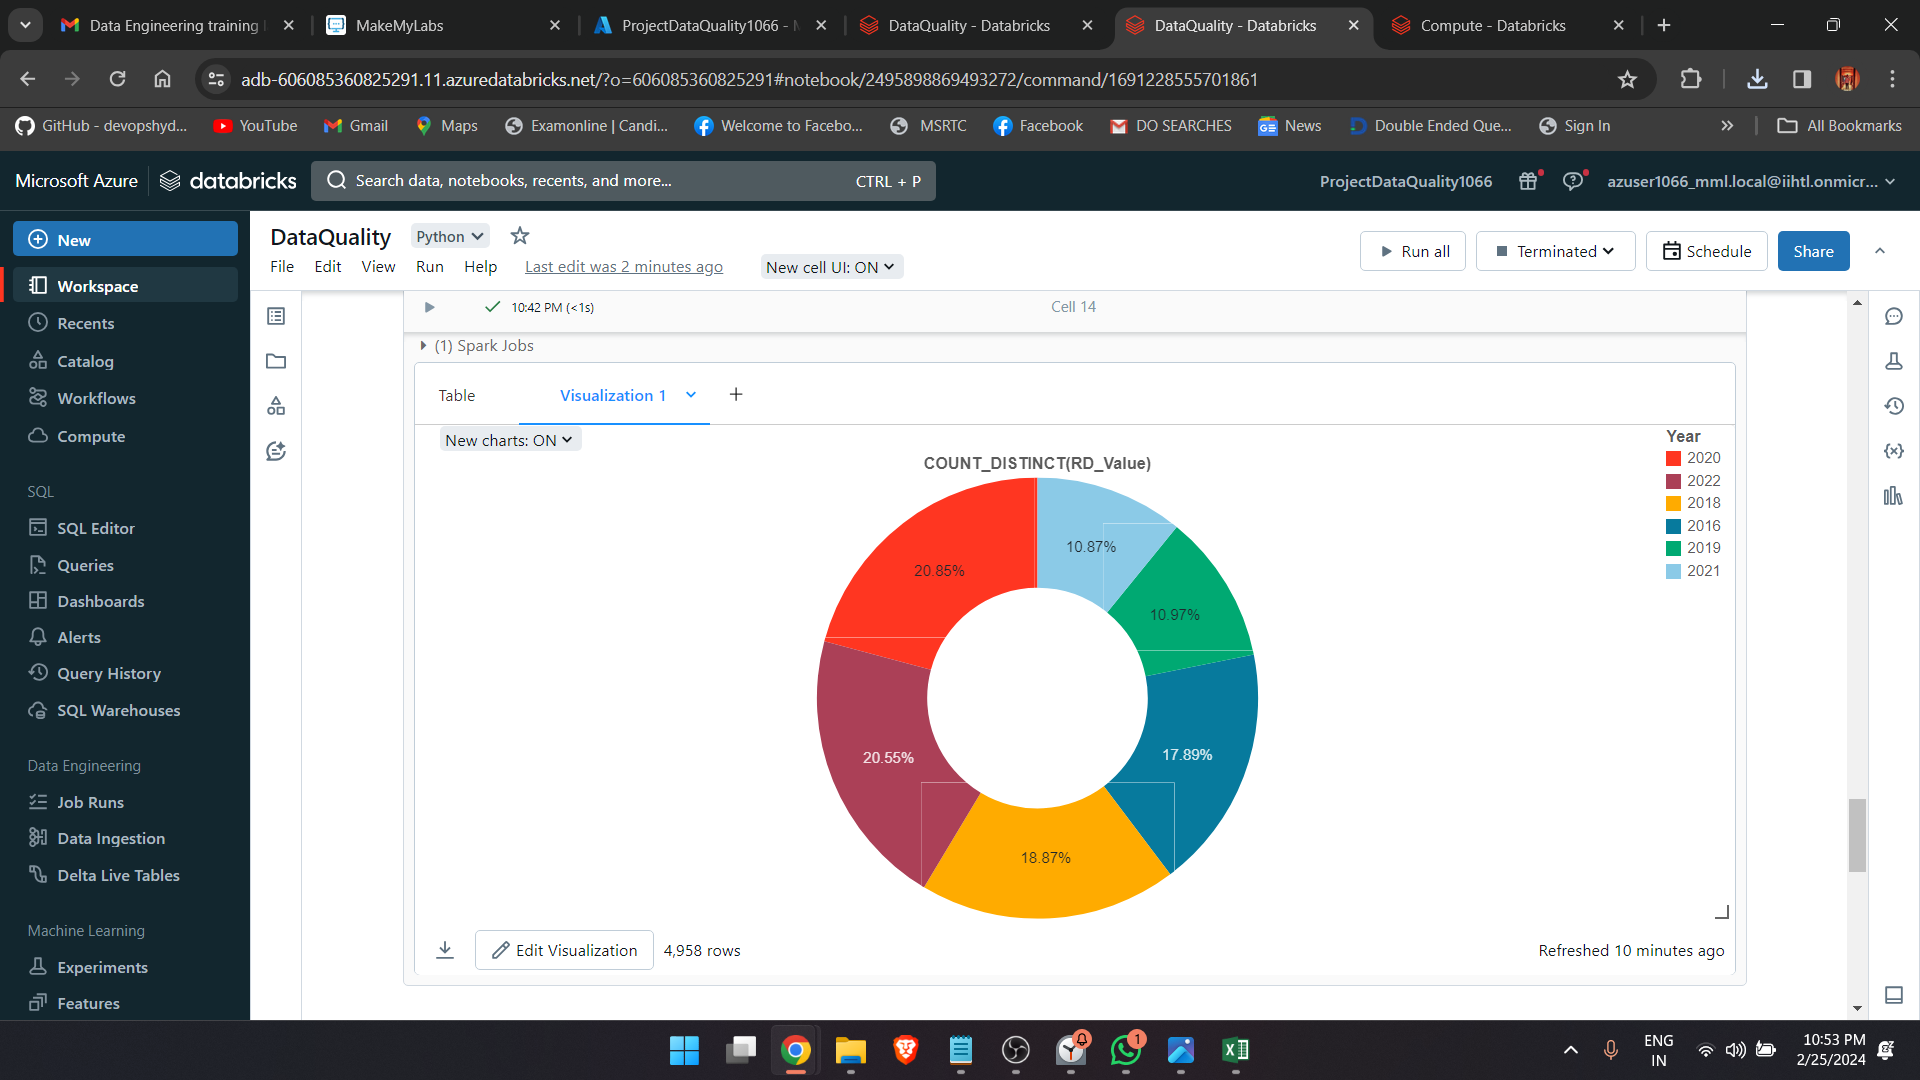 Data Engineering training
MakeMyLabs
ProjectDataQuality1066 -
DataQuality - Databricks
DataQuality - Databricks
Compute - Databricks
adb-606085360825291.11.azuredatabricks.net/?o=606085360825291#notebook/2495898869493272/command/1691228555701861
GitHub - devopshyd...
YouTube
Gmail
Maps
Examonline | Candi...
Welcome to Facebo...
MSRTC
Facebook
DO SEARCHES
News
Double Ended Que...
Sign In
All Bookmarks
Microsoft Azure
databricks
Search data, notebooks, recents, and more...
CTRL + P
ProjectDataQuality1066
azuser1066_mml.local@iihtl.onmicr...
New
Workspace
Recents
Catalog
Workflows
Compute
SQL
SQL Editor
Queries
Dashboards
Alerts
Query History
SQL Warehouses
Data Engineering
Job Runs
Data Ingestion
Delta Live Tables
Machine Learning
Experiments
Features
DataQuality
Python
File
Edit
View
Run
Help
Last edit was 2 minutes ago
New cell UI: ON
Run all
Terminated
Schedule
Share
10:42 PM (<1s)
Cell 14
(1) Spark Jobs
Table
Visualization 1
New charts: ON
COUNT_DISTINCT(RD_Value)
Year
2020
2022
2018
2016
2019
2021
10.87%
20.85%
10.97%
20.55%
17.89%
18.87%
Edit Visualization
4,958 rows
Refreshed 10 minutes ago
1
ENG
IN
10:53 PM
2/25/2024